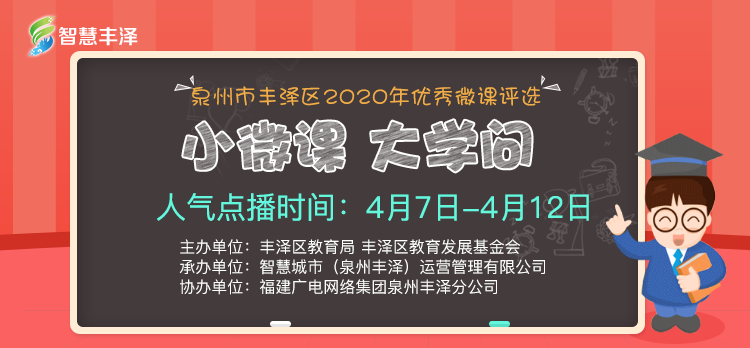 智慧丰泽
泉州市丰泽区2020年优秀微课评选
小微课 大学问
人气点播时间：4月7日-4月12日
主办单位：丰泽区教育局 丰泽区教育发展基金会
承办单位：智慧城市（泉州丰泽）运营管理有限公司
协办单位：福建广电网络集团泉州丰泽分公司